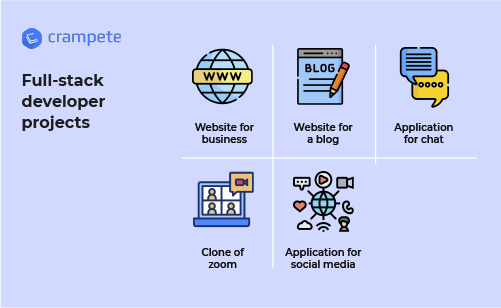 crampete
Full-stack
developer
projects
WWW
Website for
business
BLOG
Website for
a blog
Application
for chat
Clone of
zoom
Application for
social media